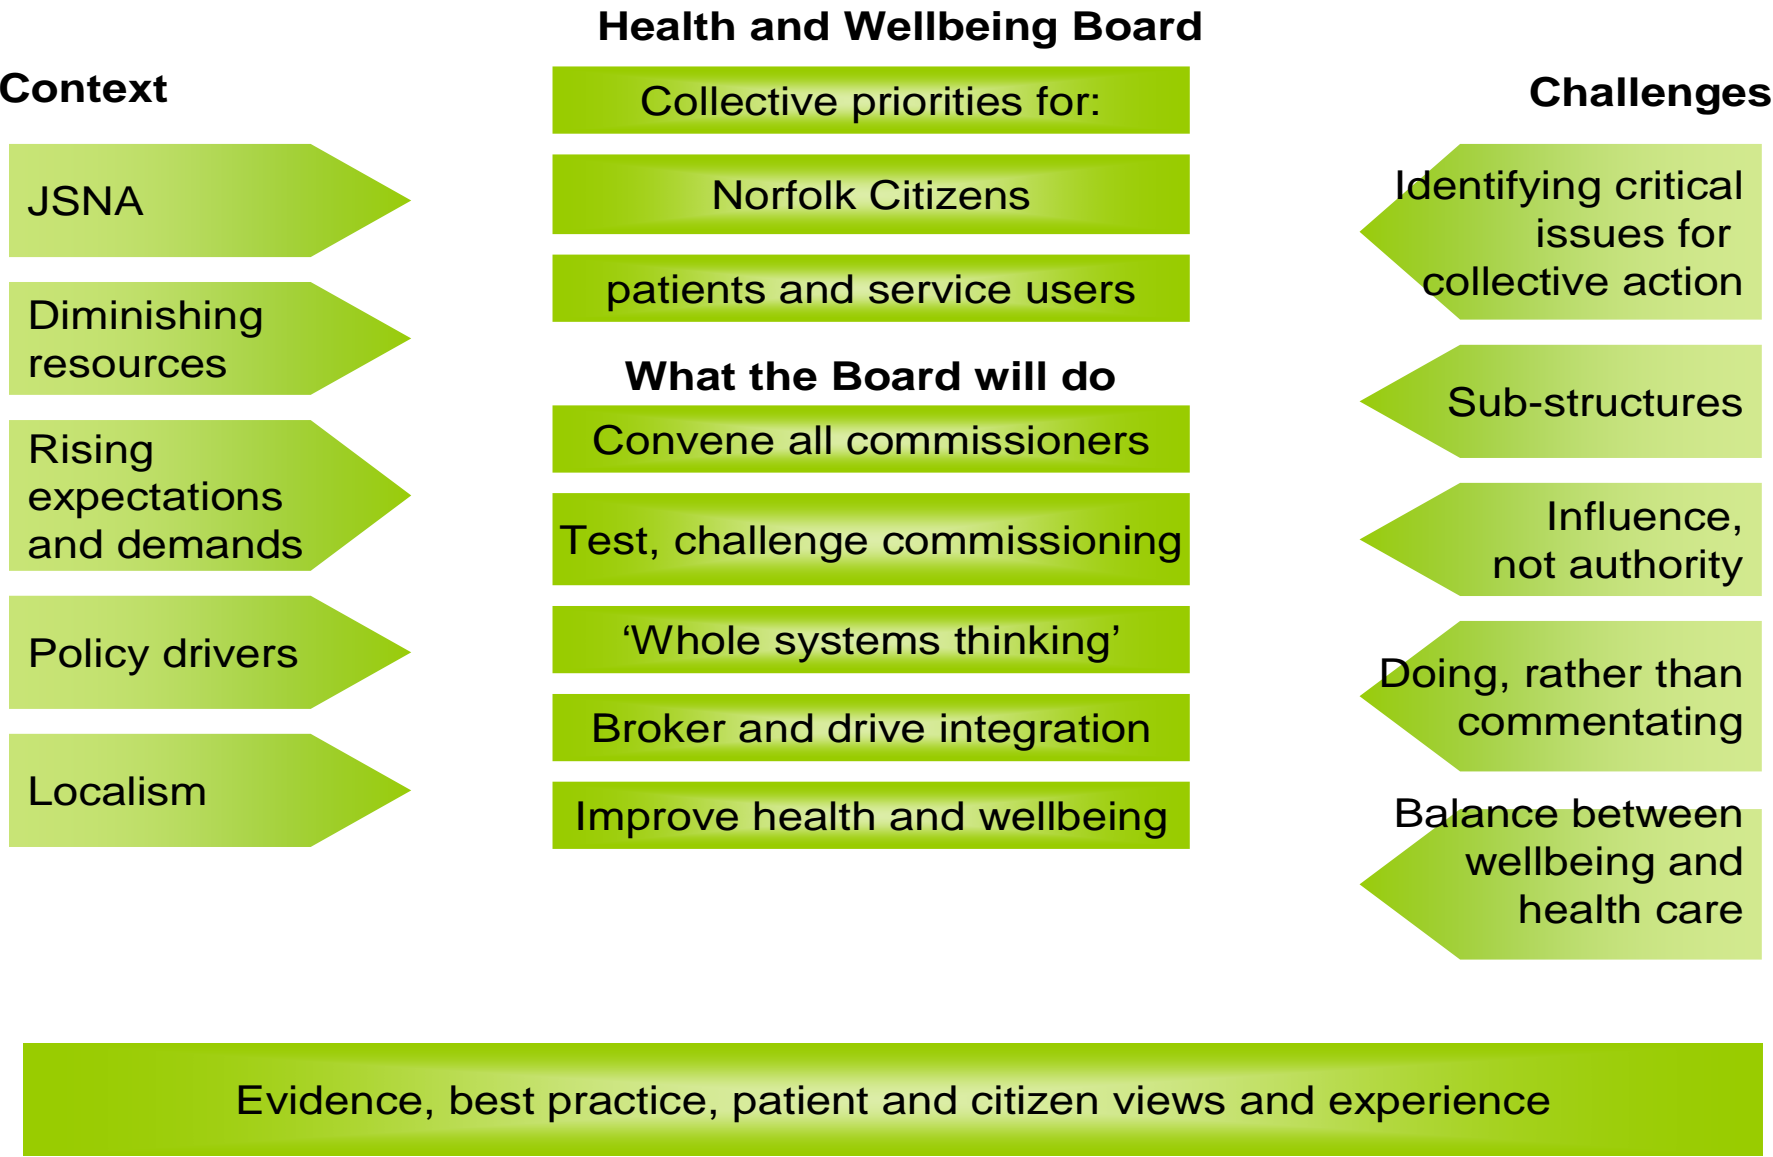 Health and Wellbeing Board
Context
JSNA
Diminishing
resources
Rising
expectations
and demands
Policy drivers
Localism
Collective priorities for:
Norfolk Citizens
patients and service users
What the Board will do
Convene all commissioners
Test, challenge commissioning
‘Whole systems thinking’
Broker and drive integration
Improve health and wellbeing
Challenges
Identifying critical
issues for
collective action
Sub-structures
Influence,
not authority
Doing, rather than
commentating
Balance between
wellbeing and
health care
Evidence, best practice, patient and citizen views and experience